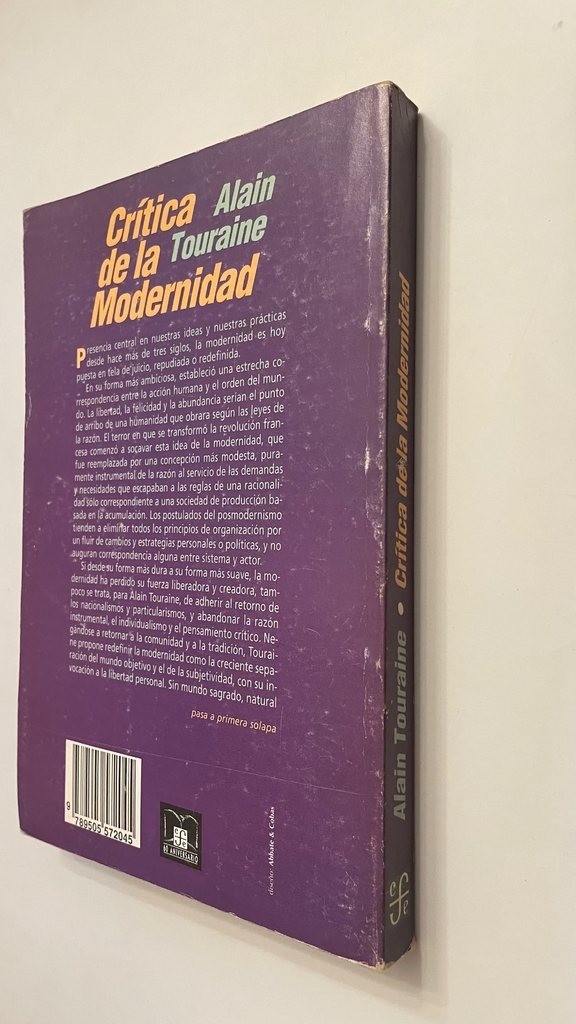 Crítica Alain
de la Touraine
Modernidad
Presencia central en nuestras ideas y nuestras prácticas
desde hace más de tres siglos, la modernidad es hoy
puesta en tela de juicio, repudiada o redefinida.
En su forma más ambiciosa, estableció una estrecha co-
rrespondencia entre la acción humana y el orden del mun-
do. La libertad, la felicidad y la abundancia serían el punto
de arribo de una humanidad que obrara según las leyes de
la razón. El terror en que se transformó la revolución fran-
cesa comenzó a socavar esta idea de la modernidad, que
fue reemplazada por una concepción más modesta, pura-
mente instrumental de la razón al servicio de las demandas
y necesidades que escapaban a las reglas de una racionali-
dad sólo correspondiente a una sociedad de producción ba-
sada en la acumulación. Los postulados del posmodernismo
tienden a eliminar todos los principios de organización por
un fluir de cambios y estrategias personales o políticas, y no
auguran correspondencia alguna entre sistema y actor.
Si desde su forma más dura a su forma más suave, la mo-
dernidad ha perdido su fuerza liberadora y creadora, tam-
poco se trata, para Alain Touraine, de adherir al retorno de
los nacionalismos y particularismos, y abandonar la razón
instrumental, el individualismo y el pensamiento crítico. Ne-
gándose a retornar a la comunidad y a la tradición, Tourai-
ne propone redefinir la modernidad como la creciente sepa-
ración del mundo objetivo y el de la subjetividad, con su in-
vocación a la libertad personal. Sin mundo sagrado, natural
pasa a primera solapa
9 789505 572045
60 ANIVERSARIO
diseño: Abbate & Cobas
Alain Touraine • Crítica de la Modernidad